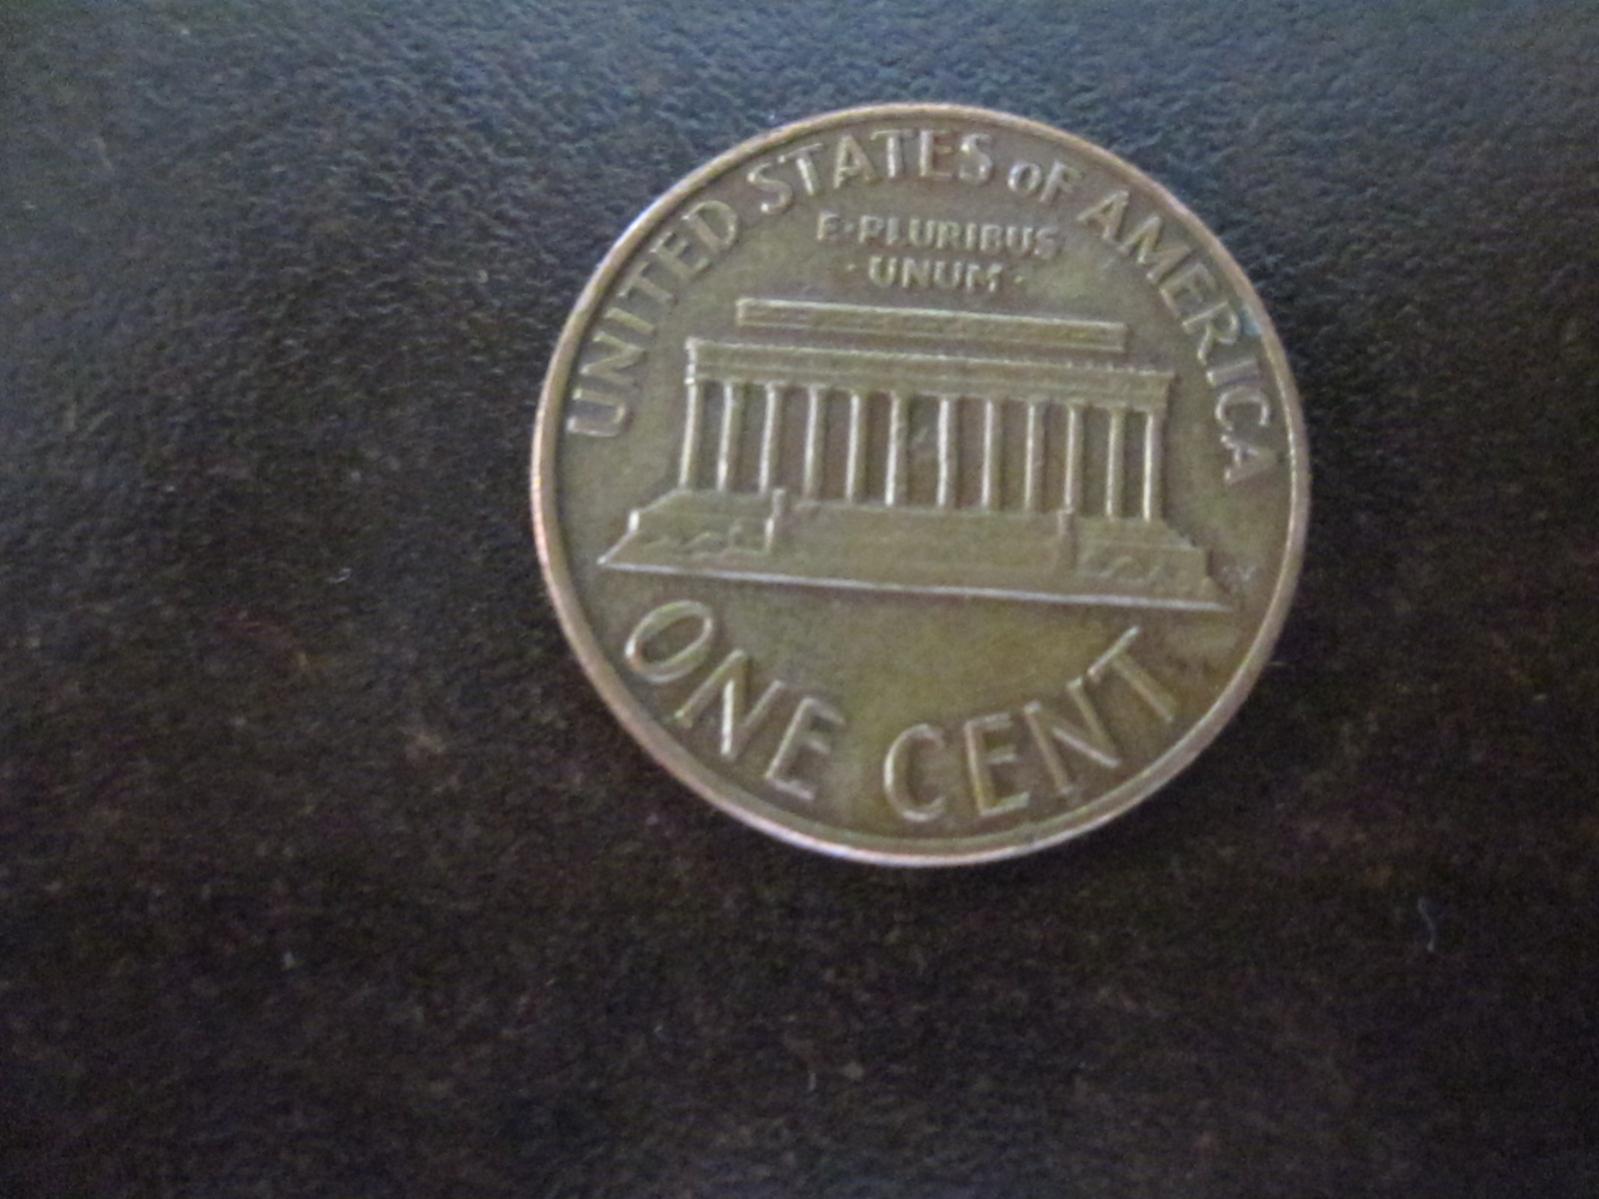 UNITED STATES OF AMERICA
E·PLURIBUS
·UNUM·
ONE CENT